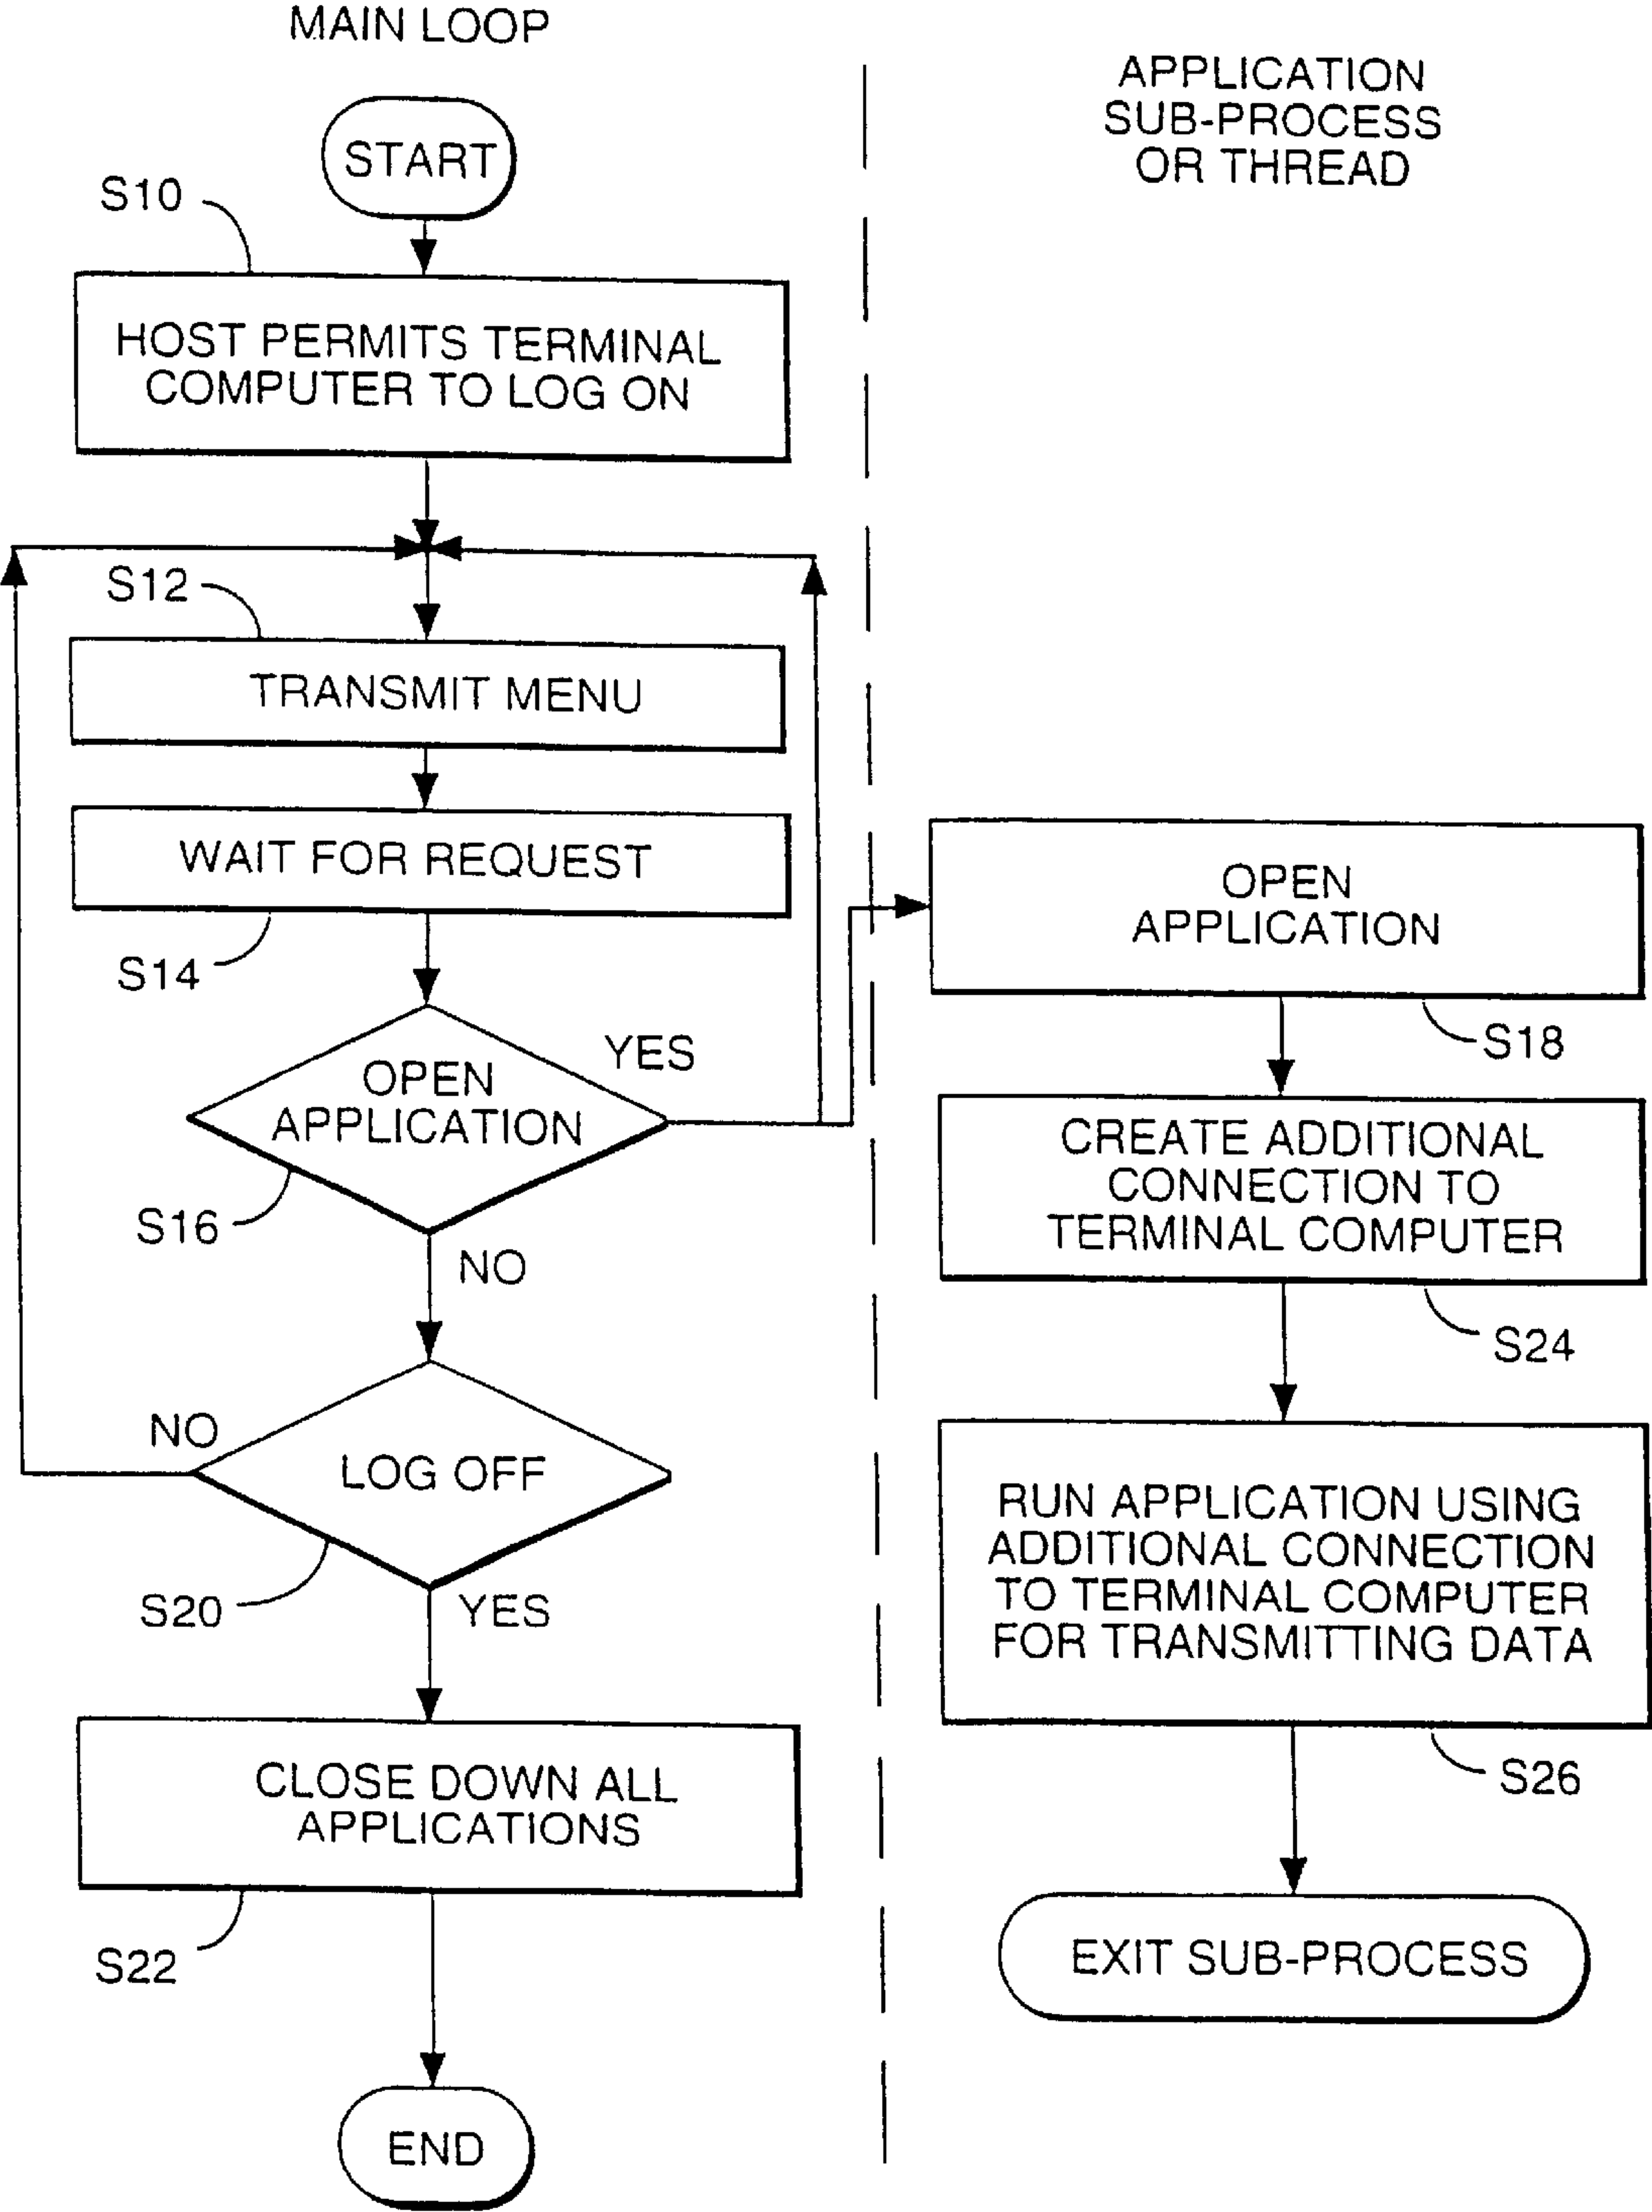 MAIN LOOP
START
S10
HOST PERMITS TERMINAL
COMPUTER TO LOG ON
S12
TRANSMIT MENU
WAIT FOR REQUEST
S14
OPEN
APPLICATION
YES
S16
NO
NO
LOG OFF
S20
YES
CLOSE DOWN ALL
APPLICATIONS
S22
END
APPLICATION
SUB-PROCESS
OR THREAD
OPEN
APPLICATION
S18
CREATE ADDITIONAL
CONNECTION TO
TERMINAL COMPUTER
S24
RUN APPLICATION USING
ADDITIONAL CONNECTION
TO TERMINAL COMPUTER
FOR TRANSMITTING DATA
S26
EXIT SUB-PROCESS